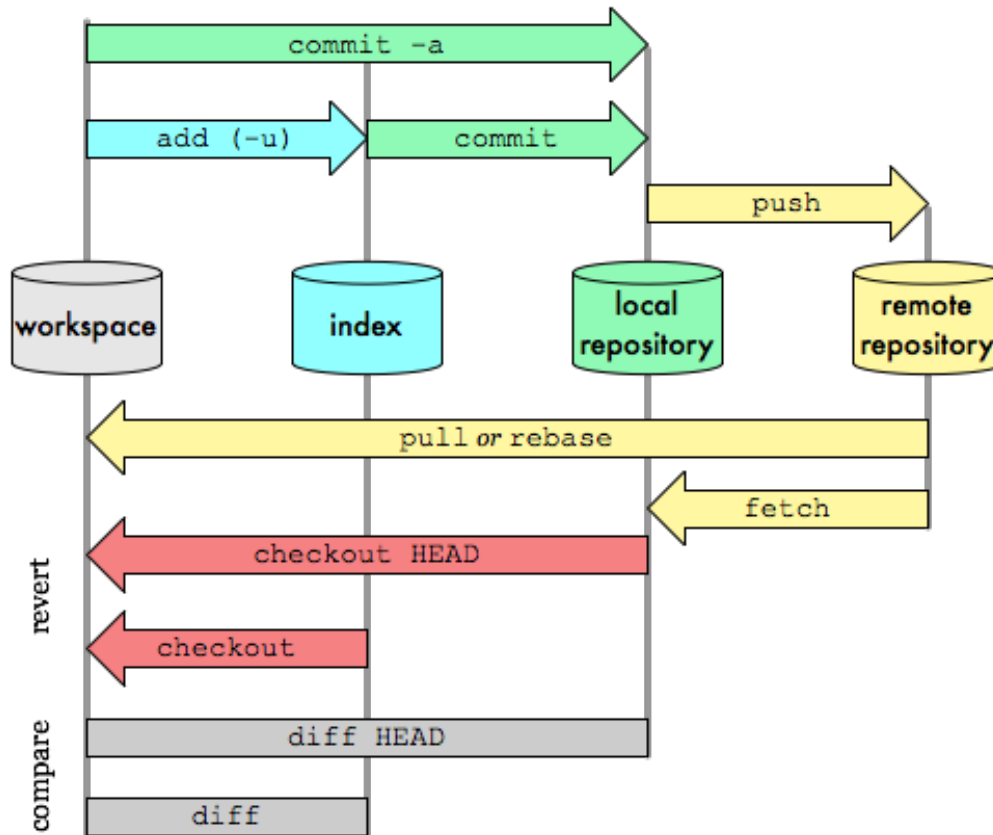 commit -a
add (-u)
commit
push
workspace
index
local
repository
remote
repository
pull or rebase
fetch
revert
checkout HEAD
checkout
compare
diff HEAD
diff